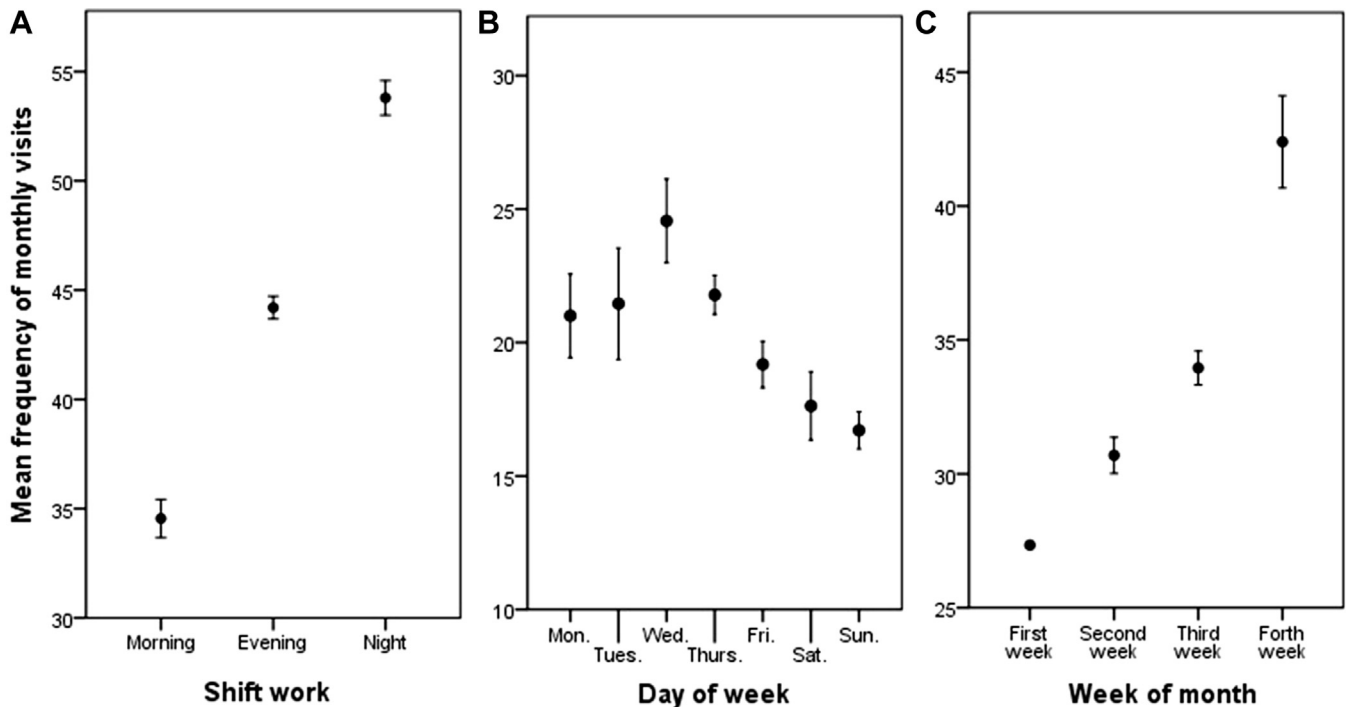 A
Mean frequency of monthly visits
55
50
45
40
35
30
Morning Evening Night
Shift work
B
30
25
20
15
10
Mon. Wed. Fri. Sun.
Tues. Thurs. Sat.
Day of week
C
45
40
35
30
25
First Second Third Forth
week week week week
Week of month